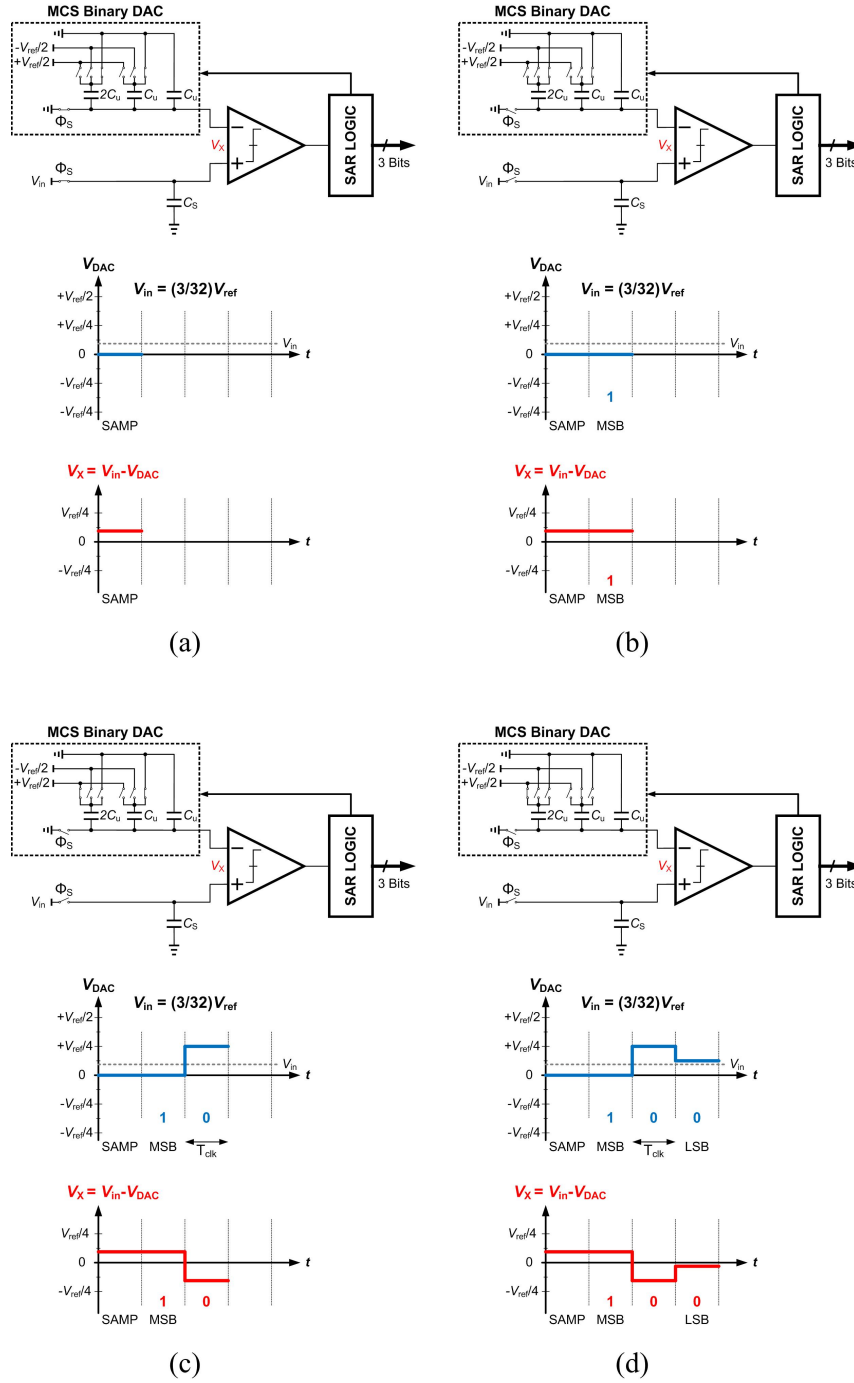 MCS Binary DAC
-Vref/2
+Vref/2
2Cu Cu Cu
ΦS
VX
SAR LOGIC
3 Bits
ΦS
Vin
CS
VDAC
Vin = (3/32)Vref
+Vref/2
+Vref/4
Vin
0
t
-Vref/4
-Vref/4
SAMP
VX = Vin-VDAC
Vref/4
0
t
-Vref/4
SAMP
(a)
MCS Binary DAC
-Vref/2
+Vref/2
2Cu Cu Cu
ΦS
VX
SAR LOGIC
3 Bits
ΦS
Vin
CS
VDAC
Vin = (3/32)Vref
+Vref/2
+Vref/4
Vin
0
t
-Vref/4
1
-Vref/4
SAMP MSB
VX = Vin-VDAC
Vref/4
0
t
-Vref/4
1
SAMP MSB
(b)
MCS Binary DAC
-Vref/2
+Vref/2
2Cu Cu Cu
ΦS
VX
SAR LOGIC
3 Bits
ΦS
Vin
CS
VDAC
Vin = (3/32)Vref
+Vref/2
+Vref/4
Vin
0
t
-Vref/4
1 0
-Vref/4
SAMP MSB Tclk
VX = Vin-VDAC
Vref/4
0
t
-Vref/4
1 0
SAMP MSB
(c)
MCS Binary DAC
-Vref/2
+Vref/2
2Cu Cu Cu
ΦS
VX
SAR LOGIC
3 Bits
ΦS
Vin
CS
VDAC
Vin = (3/32)Vref
+Vref/2
+Vref/4
Vin
0
t
-Vref/4
1 0 0
-Vref/4
SAMP MSB Tclk LSB
VX = Vin-VDAC
Vref/4
0
t
-Vref/4
1 0 0
SAMP MSB LSB
(d)